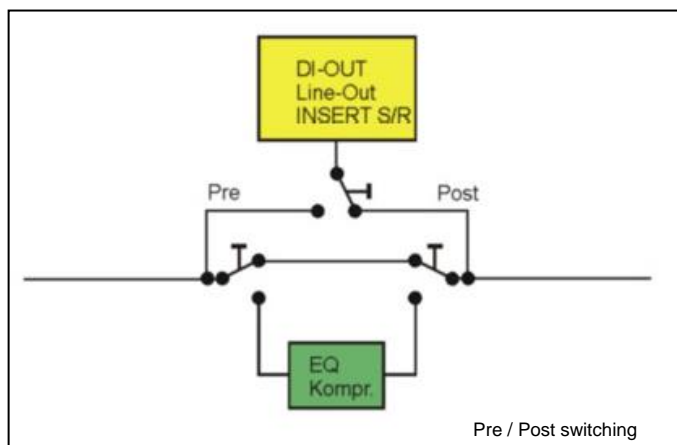 DI-OUT
Line-Out
INSERT S/R
Pre
Post
EQ
Kompr.
Pre / Post switching